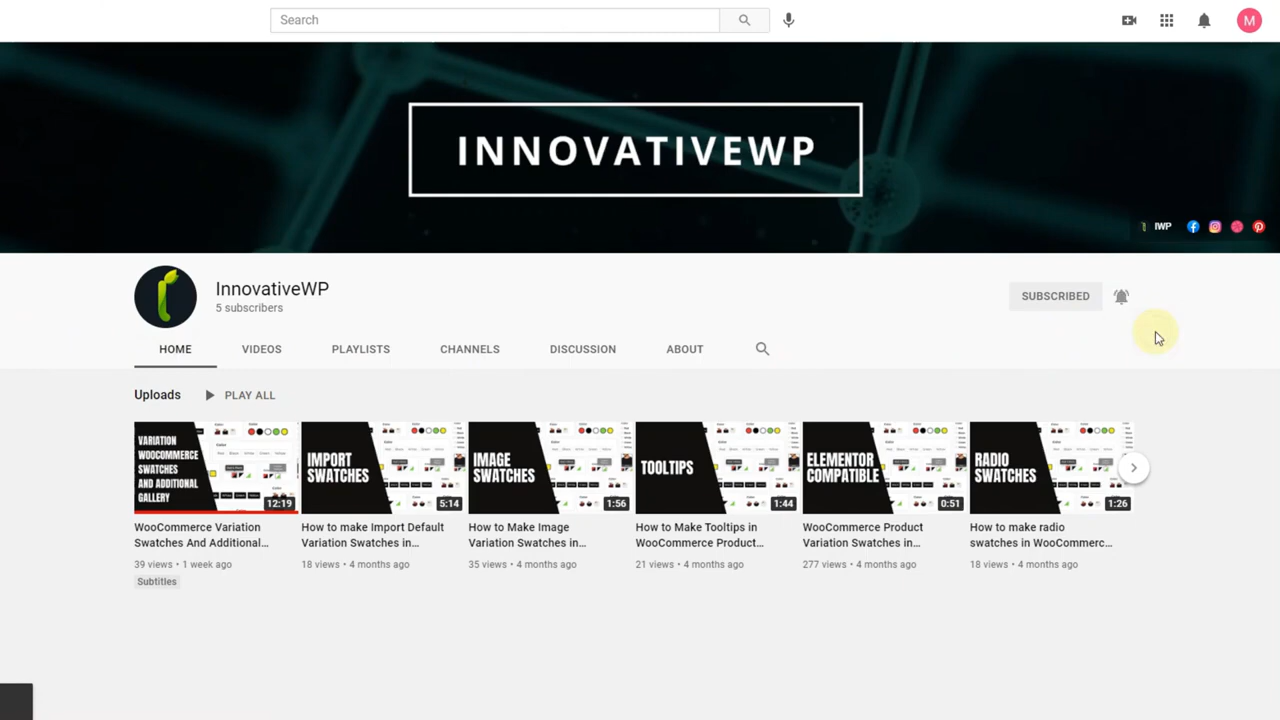 Search
M
INNOVATIVEWP
IWP
InnovativeWP
5 subscribers
SUBSCRIBED
HOME VIDEOS PLAYLISTS CHANNELS DISCUSSION ABOUT
Uploads PLAY ALL
VARIATION
WOOCOMMERCE
SWATCHES
AND ADDITIONAL
GALLERY
12:19
IMPORT
SWATCHES
5:14
IMAGE
SWATCHES
1:56
TOOLTIPS
1:44
ELEMENTOR
COMPATIBLE
0:51
RADIO
SWATCHES
1:26
WooCommerce Variation
Swatches And Additional...
39 views • 1 week ago
Subtitles
How to make Import Default
Variation Swatches in...
18 views • 4 months ago
How to Make Image
Variation Swatches in...
35 views • 4 months ago
How to Make Tooltips in
WooCommerce Product...
21 views • 4 months ago
WooCommerce Product
Variation Swatches in...
277 views • 4 months ago
How to make radio
swatches in WooCommerc...
18 views • 4 months ago